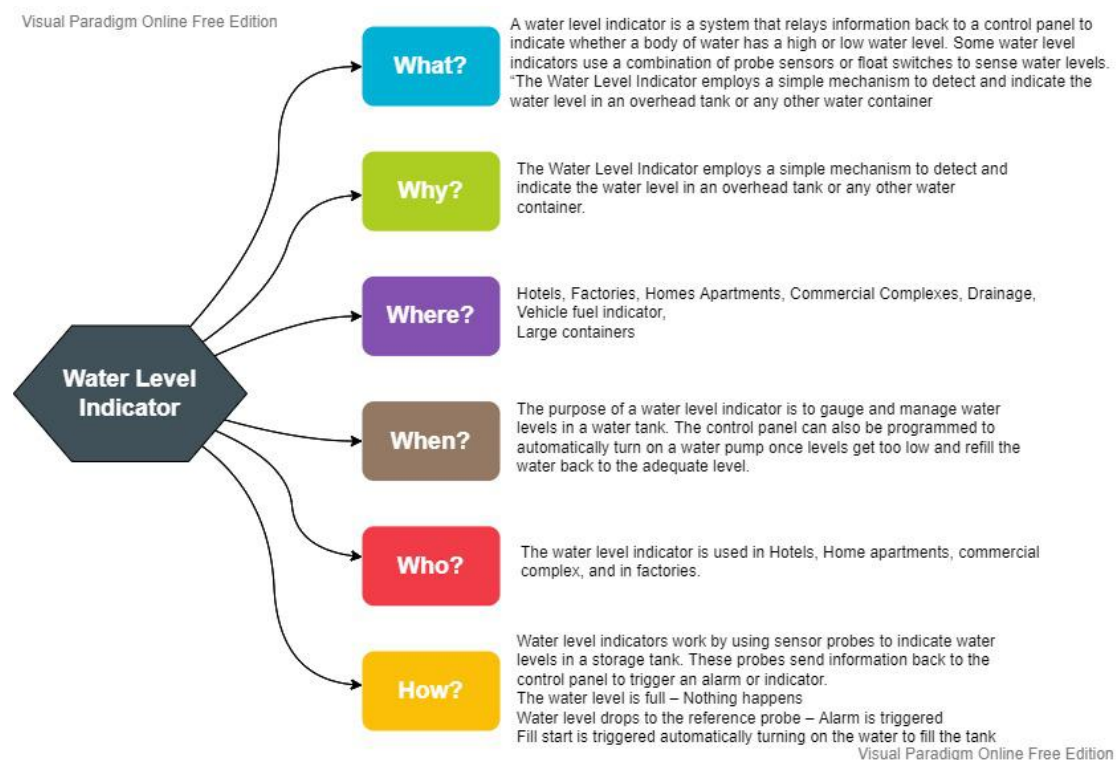 Visual Paradigm Online Free Edition
What?
A water level indicator is a system that relays information back to a control panel to
indicate whether a body of water has a high or low water level. Some water level
indicators use a combination of probe sensors or float switches to sense water levels.
“The Water Level Indicator employs a simple mechanism to detect and indicate the
water level in an overhead tank or any other water container
Why?
The Water Level Indicator employs a simple mechanism to detect and
indicate the water level in an overhead tank or any other water
container.
Where?
Hotels, Factories, Homes Apartments, Commercial Complexes, Drainage,
Vehicle fuel indicator,
Large containers
Water Level
Indicator
When?
The purpose of a water level indicator is to gauge and manage water
levels in a water tank. The control panel can also be programmed to
automatically turn on a water pump once levels get too low and refill the
water back to the adequate level.
Who?
The water level indicator is used in Hotels, Home apartments, commercial
complex, and in factories.
How?
Water level indicators work by using sensor probes to indicate water
levels in a storage tank. These probes send information back to the
control panel to trigger an alarm or indicator.
The water level is full – Nothing happens
Water level drops to the reference probe – Alarm is triggered
Fill start is triggered automatically turning on the water to fill the tank
Visual Paradigm Online Free Edition